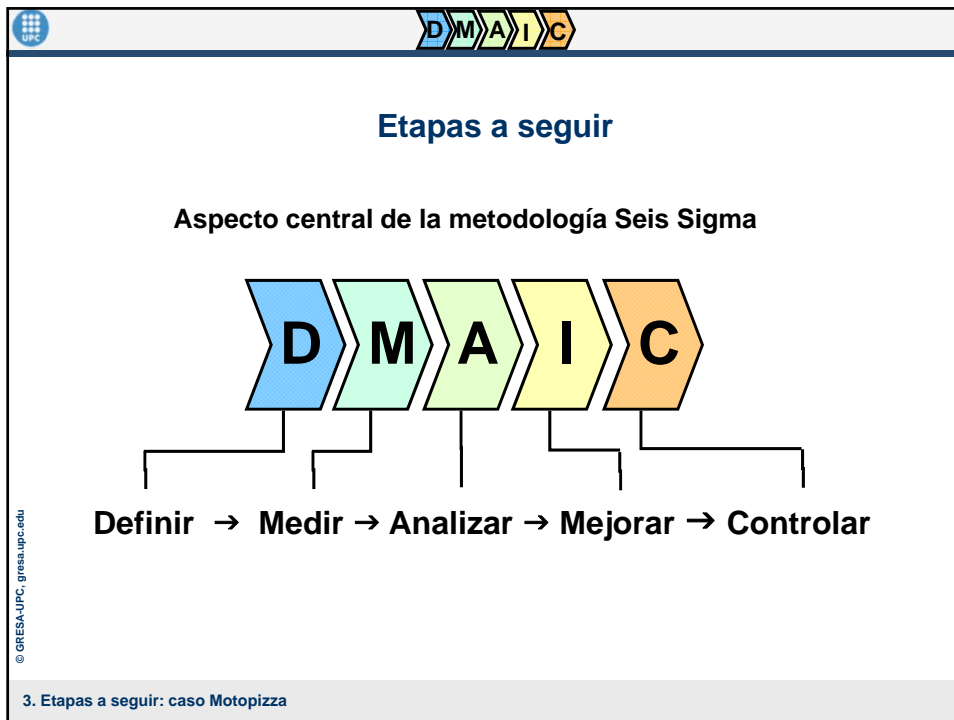 UPC
D M A I C
Etapas a seguir
Aspecto central de la metodología Seis Sigma
D M A I C
Definir → Medir → Analizar → Mejorar → Controlar
© GRESA-UPC, gresa.upc.edu
3. Etapas a seguir: caso Motopizza